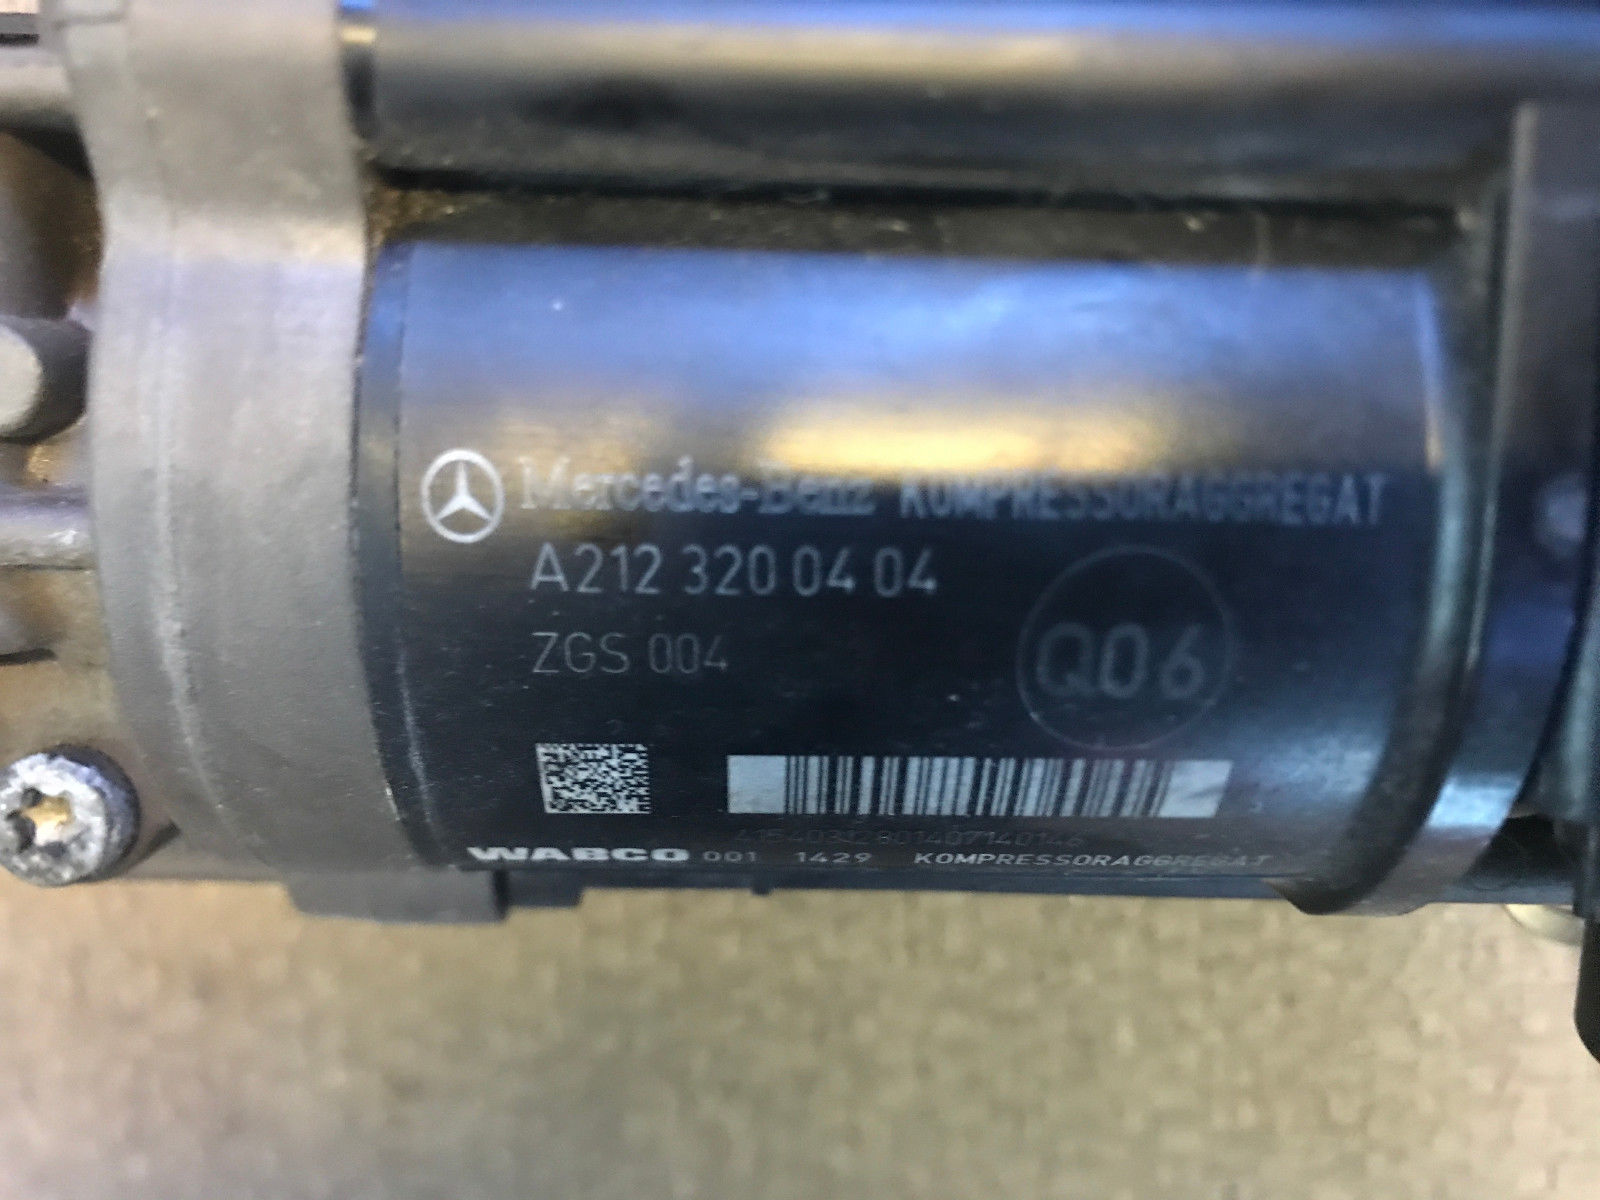 Mercedes-Benz KOMPRESSORAGGREGAT
A212 320 04 04
ZGS 004
Q06
WABCO 001 1429 KOMPRESSORAGGREGAT